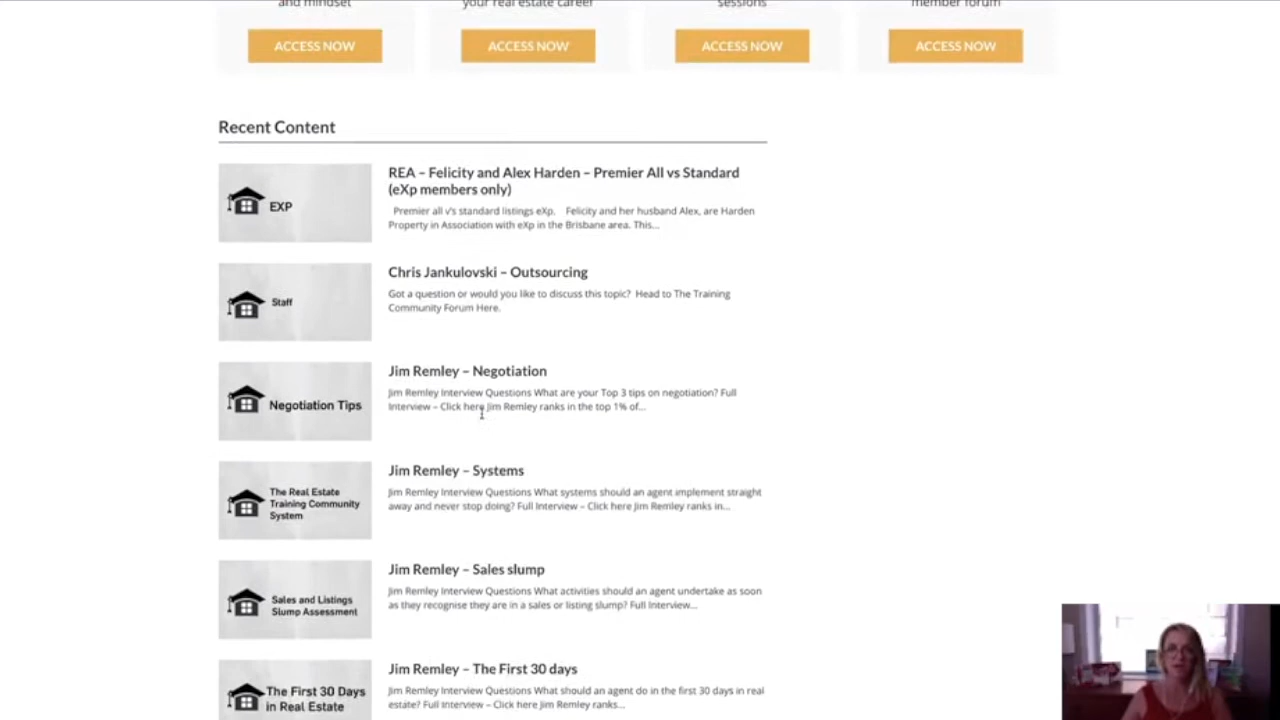 and mindset
your real estate career
sessions
member forum
ACCESS NOW
ACCESS NOW
ACCESS NOW
ACCESS NOW
Recent Content
EXP
REA – Felicity and Alex Harden – Premier All vs Standard
(eXp members only)
Premier all v's standard listings eXp. Felicity and her husband Alex, are Harden
Property in Association with eXp in the Brisbane area. This...
Staff
Chris Jankulovski – Outsourcing
Got a question or would you like to discuss this topic? Head to The Training
Community Forum Here.
Negotiation Tips
Jim Remley – Negotiation
Jim Remley Interview Questions What are your Top 3 tips on negotiation? Full
Interview – Click here Jim Remley ranks in the top 1% of...
The Real Estate
Training Community
System
Jim Remley – Systems
Jim Remley Interview Questions What systems should an agent implement straight
away and never stop doing? Full Interview – Click here Jim Remley ranks in...
Sales and Listings
Slump Assessment
Jim Remley – Sales slump
Jim Remley Interview Questions What activities should an agent undertake as soon
as they recognise they are in a sales or listing slump? Full Interview...
The First 30 Days
in Real Estate
Jim Remley – The First 30 days
Jim Remley Interview Questions What should an agent do in the first 30 days in real
estate? Full Interview – Click here Jim Remley ranks...